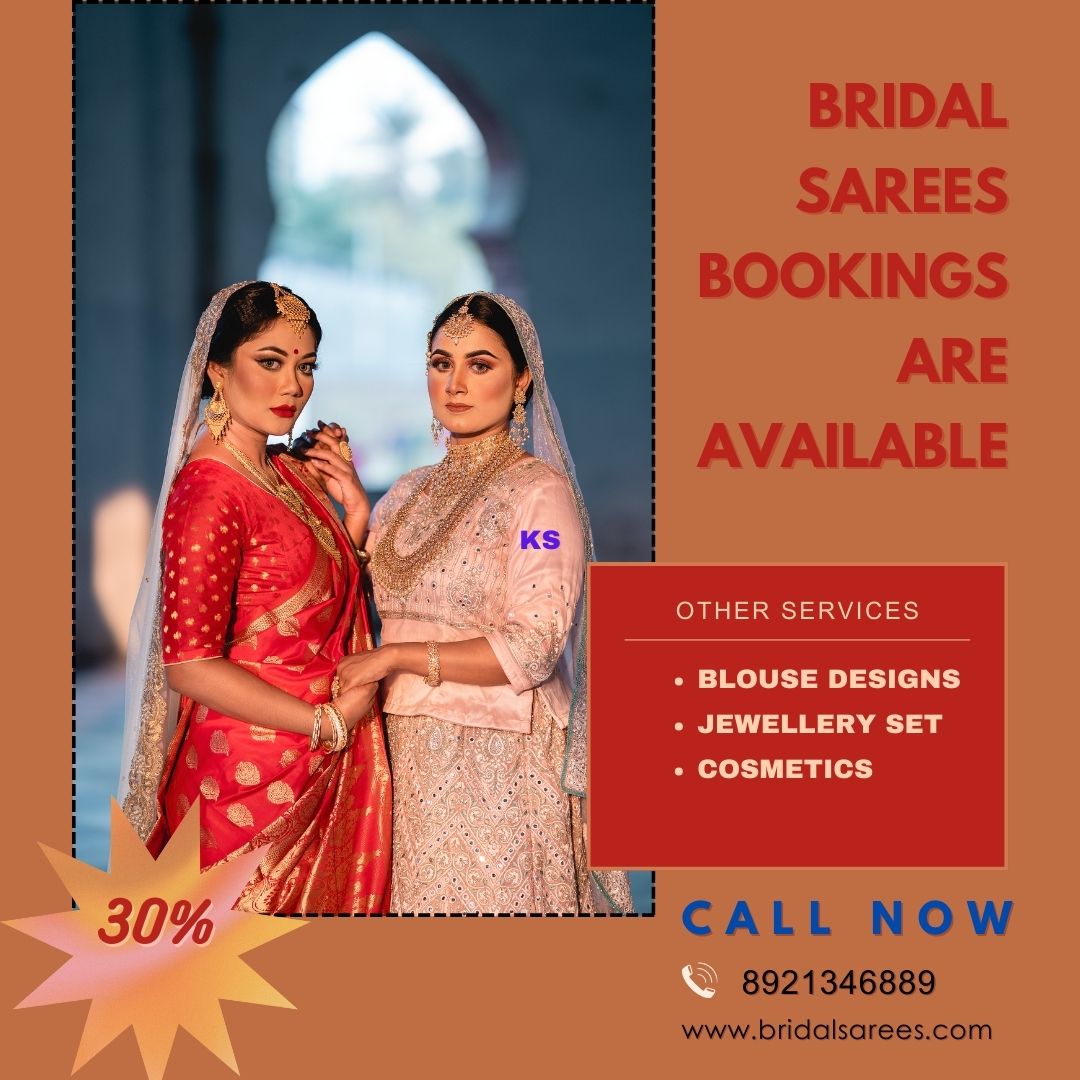 BRIDAL
SAREES
BOOKINGS
ARE
AVAILABLE
KS
OTHER SERVICES
• BLOUSE DESIGNS
• JEWELLERY SET
• COSMETICS
30%
CALL NOW
8921346889
www.bridalsarees.com